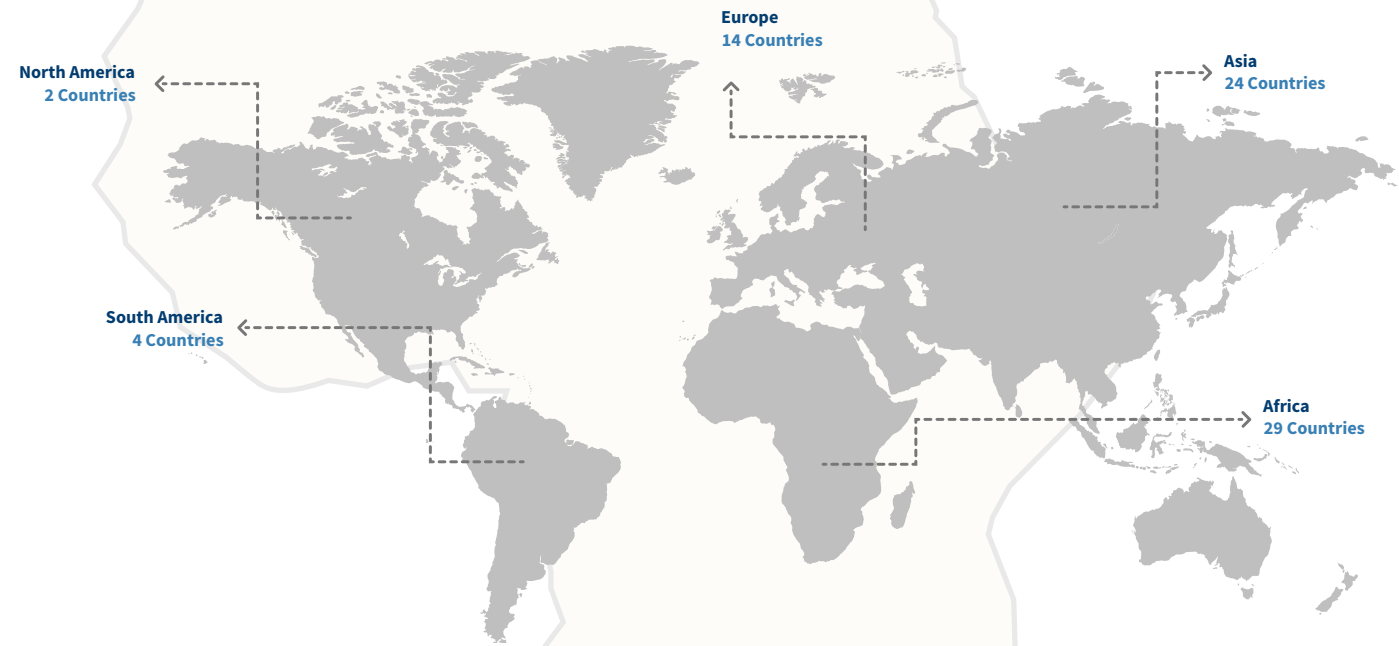 Europe
14 Countries
Asia
24 Countries
North America
2 Countries
South America
4 Countries
Africa
29 Countries